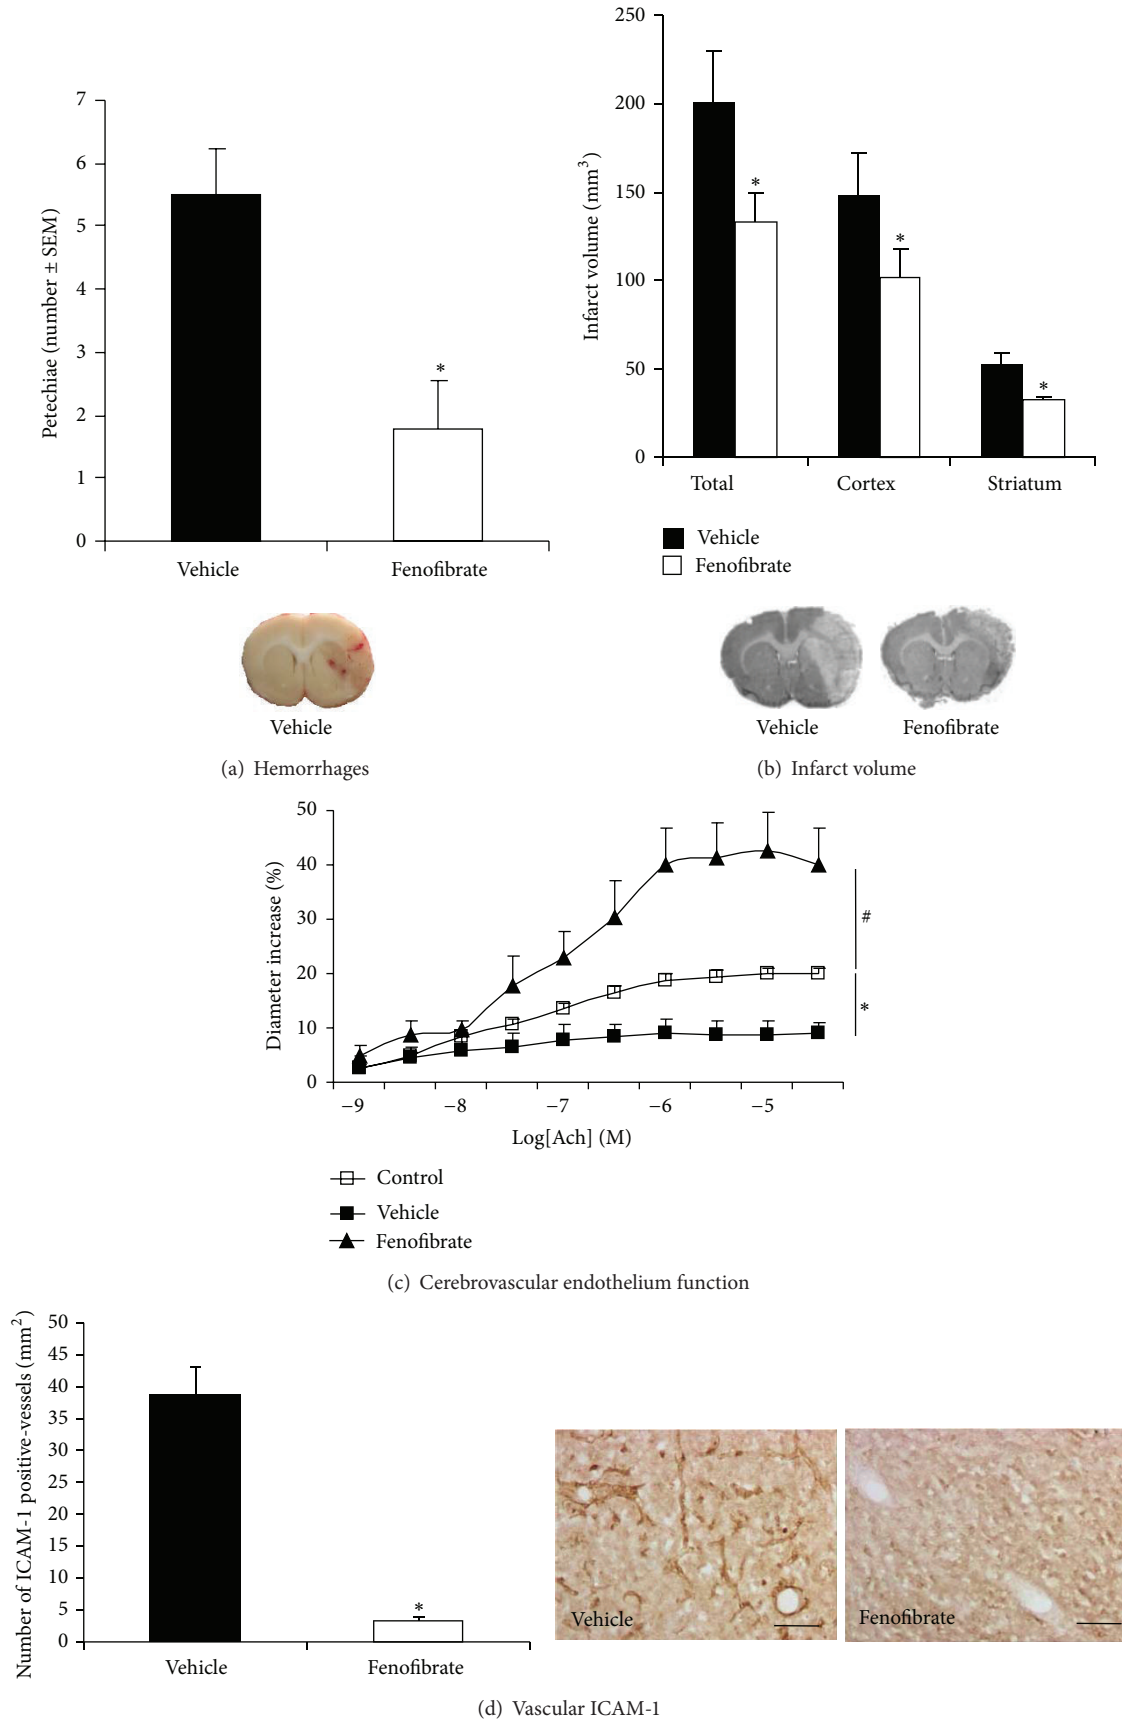 7
6
5
4
3
2
1
0
Petechiae (number ± SEM)
*
Vehicle
Fenofibrate
Vehicle
(a) Hemorrhages
250
200
150
100
50
0
Infarct volume (mm³)
*
*
*
Total
Cortex
Striatum
Vehicle
Fenofibrate
Vehicle
Fenofibrate
(b) Infarct volume
50
40
30
20
10
0
Diameter increase (%)
#
*
−9
−8
−7
−6
−5
Log[Ach] (M)
Control
Vehicle
Fenofibrate
(c) Cerebrovascular endothelium function
50
45
40
35
30
25
20
15
10
5
0
Number of ICAM-1 positive-vessels (mm²)
*
Vehicle
Fenofibrate
Vehicle
Fenofibrate
(d) Vascular ICAM-1